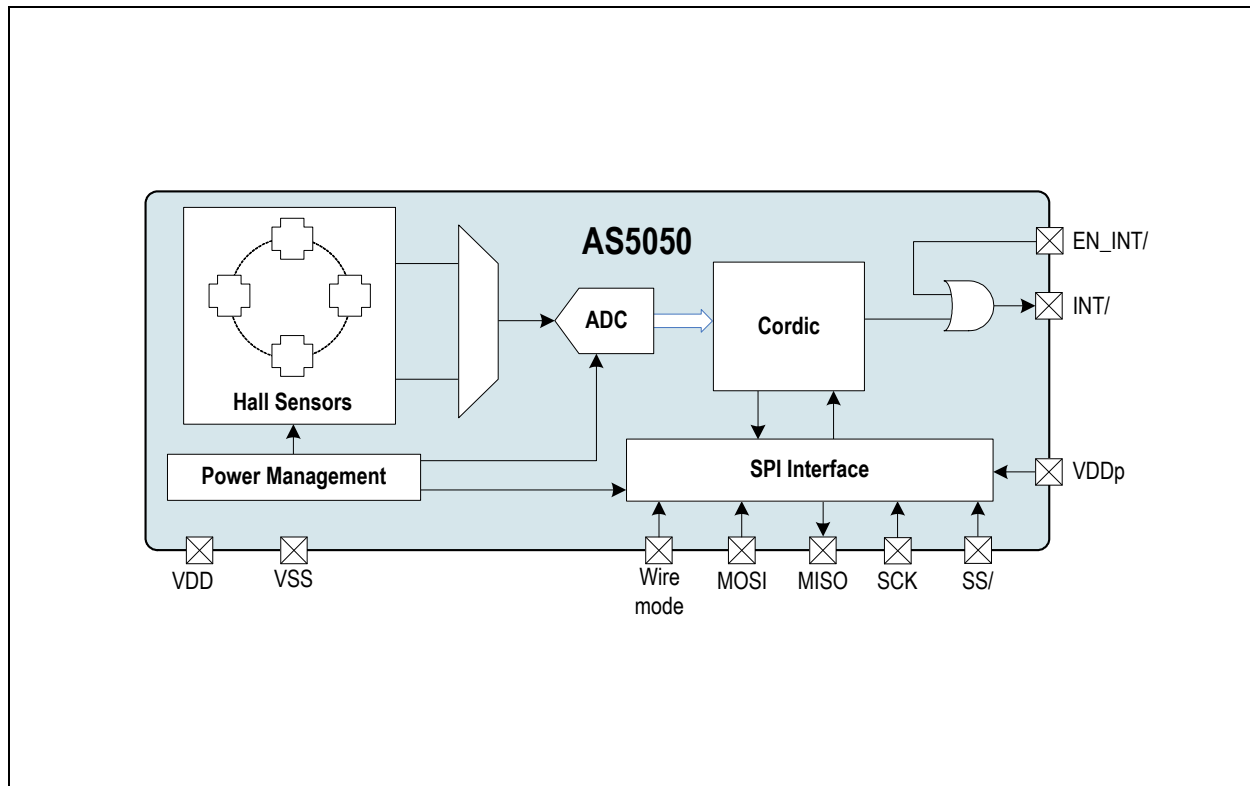 AS5050
EN_INT/
INT/
ADC
Cordic
Hall Sensors
Power Management
SPI Interface
VDDp
VDD
VSS
Wire
mode
MOSI
MISO
SCK
SS/